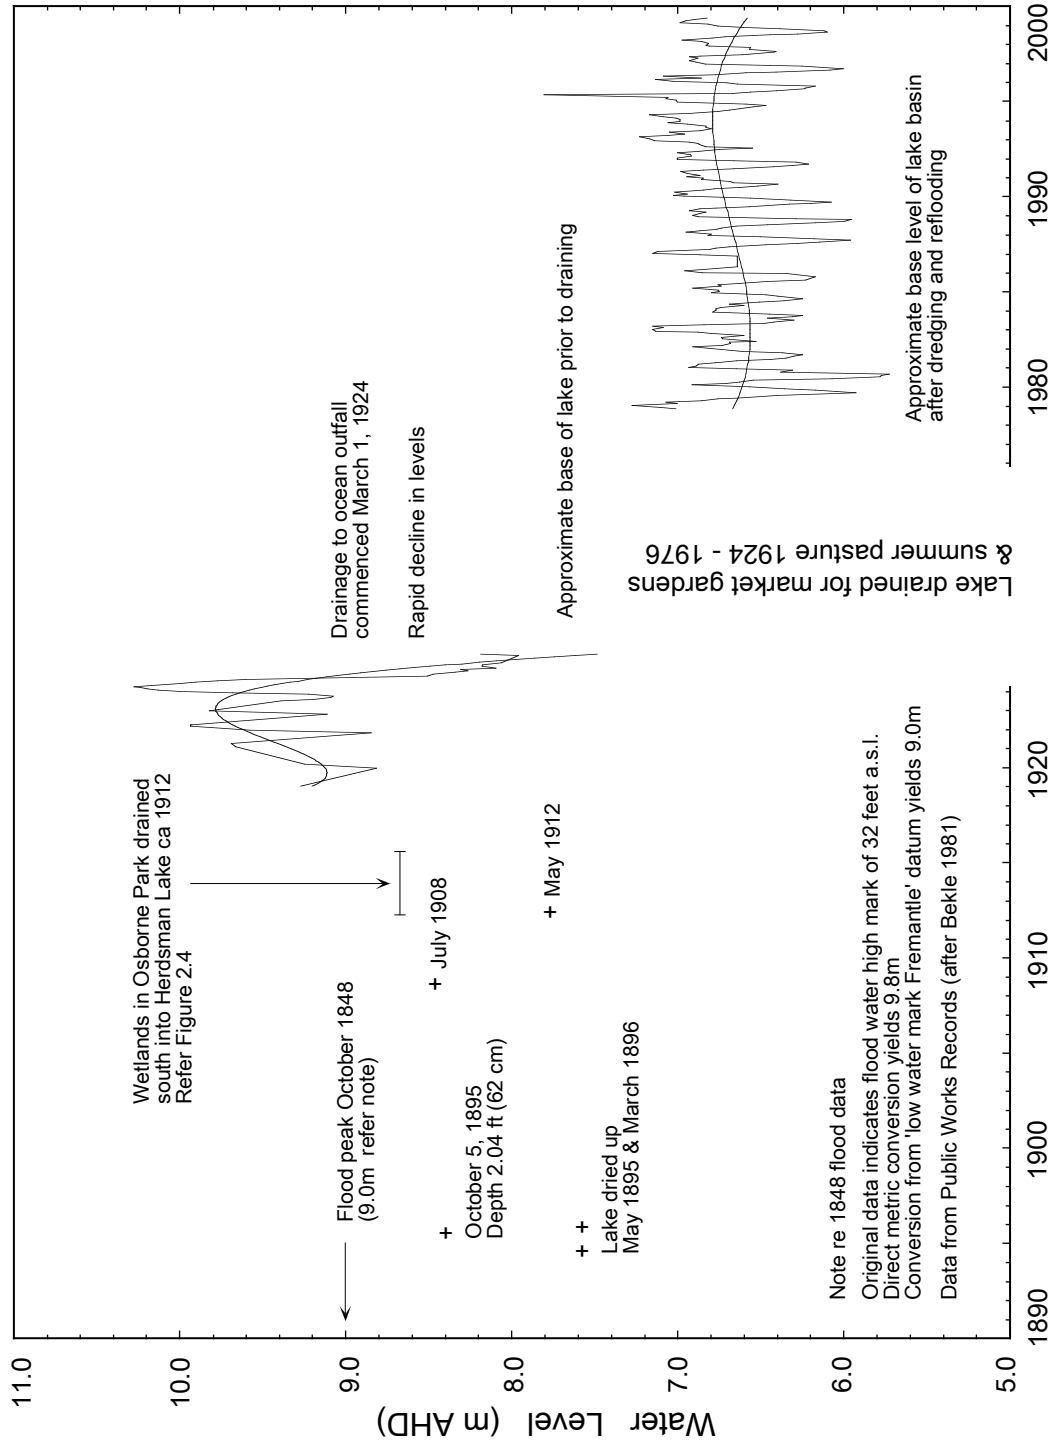 Water Level (m AHD)
11.0
10.0
9.0
8.0
7.0
6.0
5.0
Wetlands in Osborne Park drained
south into Herdsman Lake ca 1912
Refer Figure 2.4
Flood peak October 1848
(9.0m refer note)
October 5, 1895
Depth 2.04 ft (62 cm)
Lake dried up
May 1895 & March 1896
July 1908
May 1912
Drainage to ocean outfall
commenced March 1, 1924
Rapid decline in levels
Approximate base of lake prior to draining
Lake drained for market gardens
& summer pasture 1924 - 1976
Approximate base level of lake basin
after dredging and reflooding
Note re 1848 flood data
Original data indicates flood water high mark of 32 feet a.s.l.
Direct metric conversion yields 9.8m
Conversion from 'low water mark Fremantle' datum yields 9.0m
Data from Public Works Records (after Bekle 1981)
1890
1900
1910
1920
1980
1990
2000